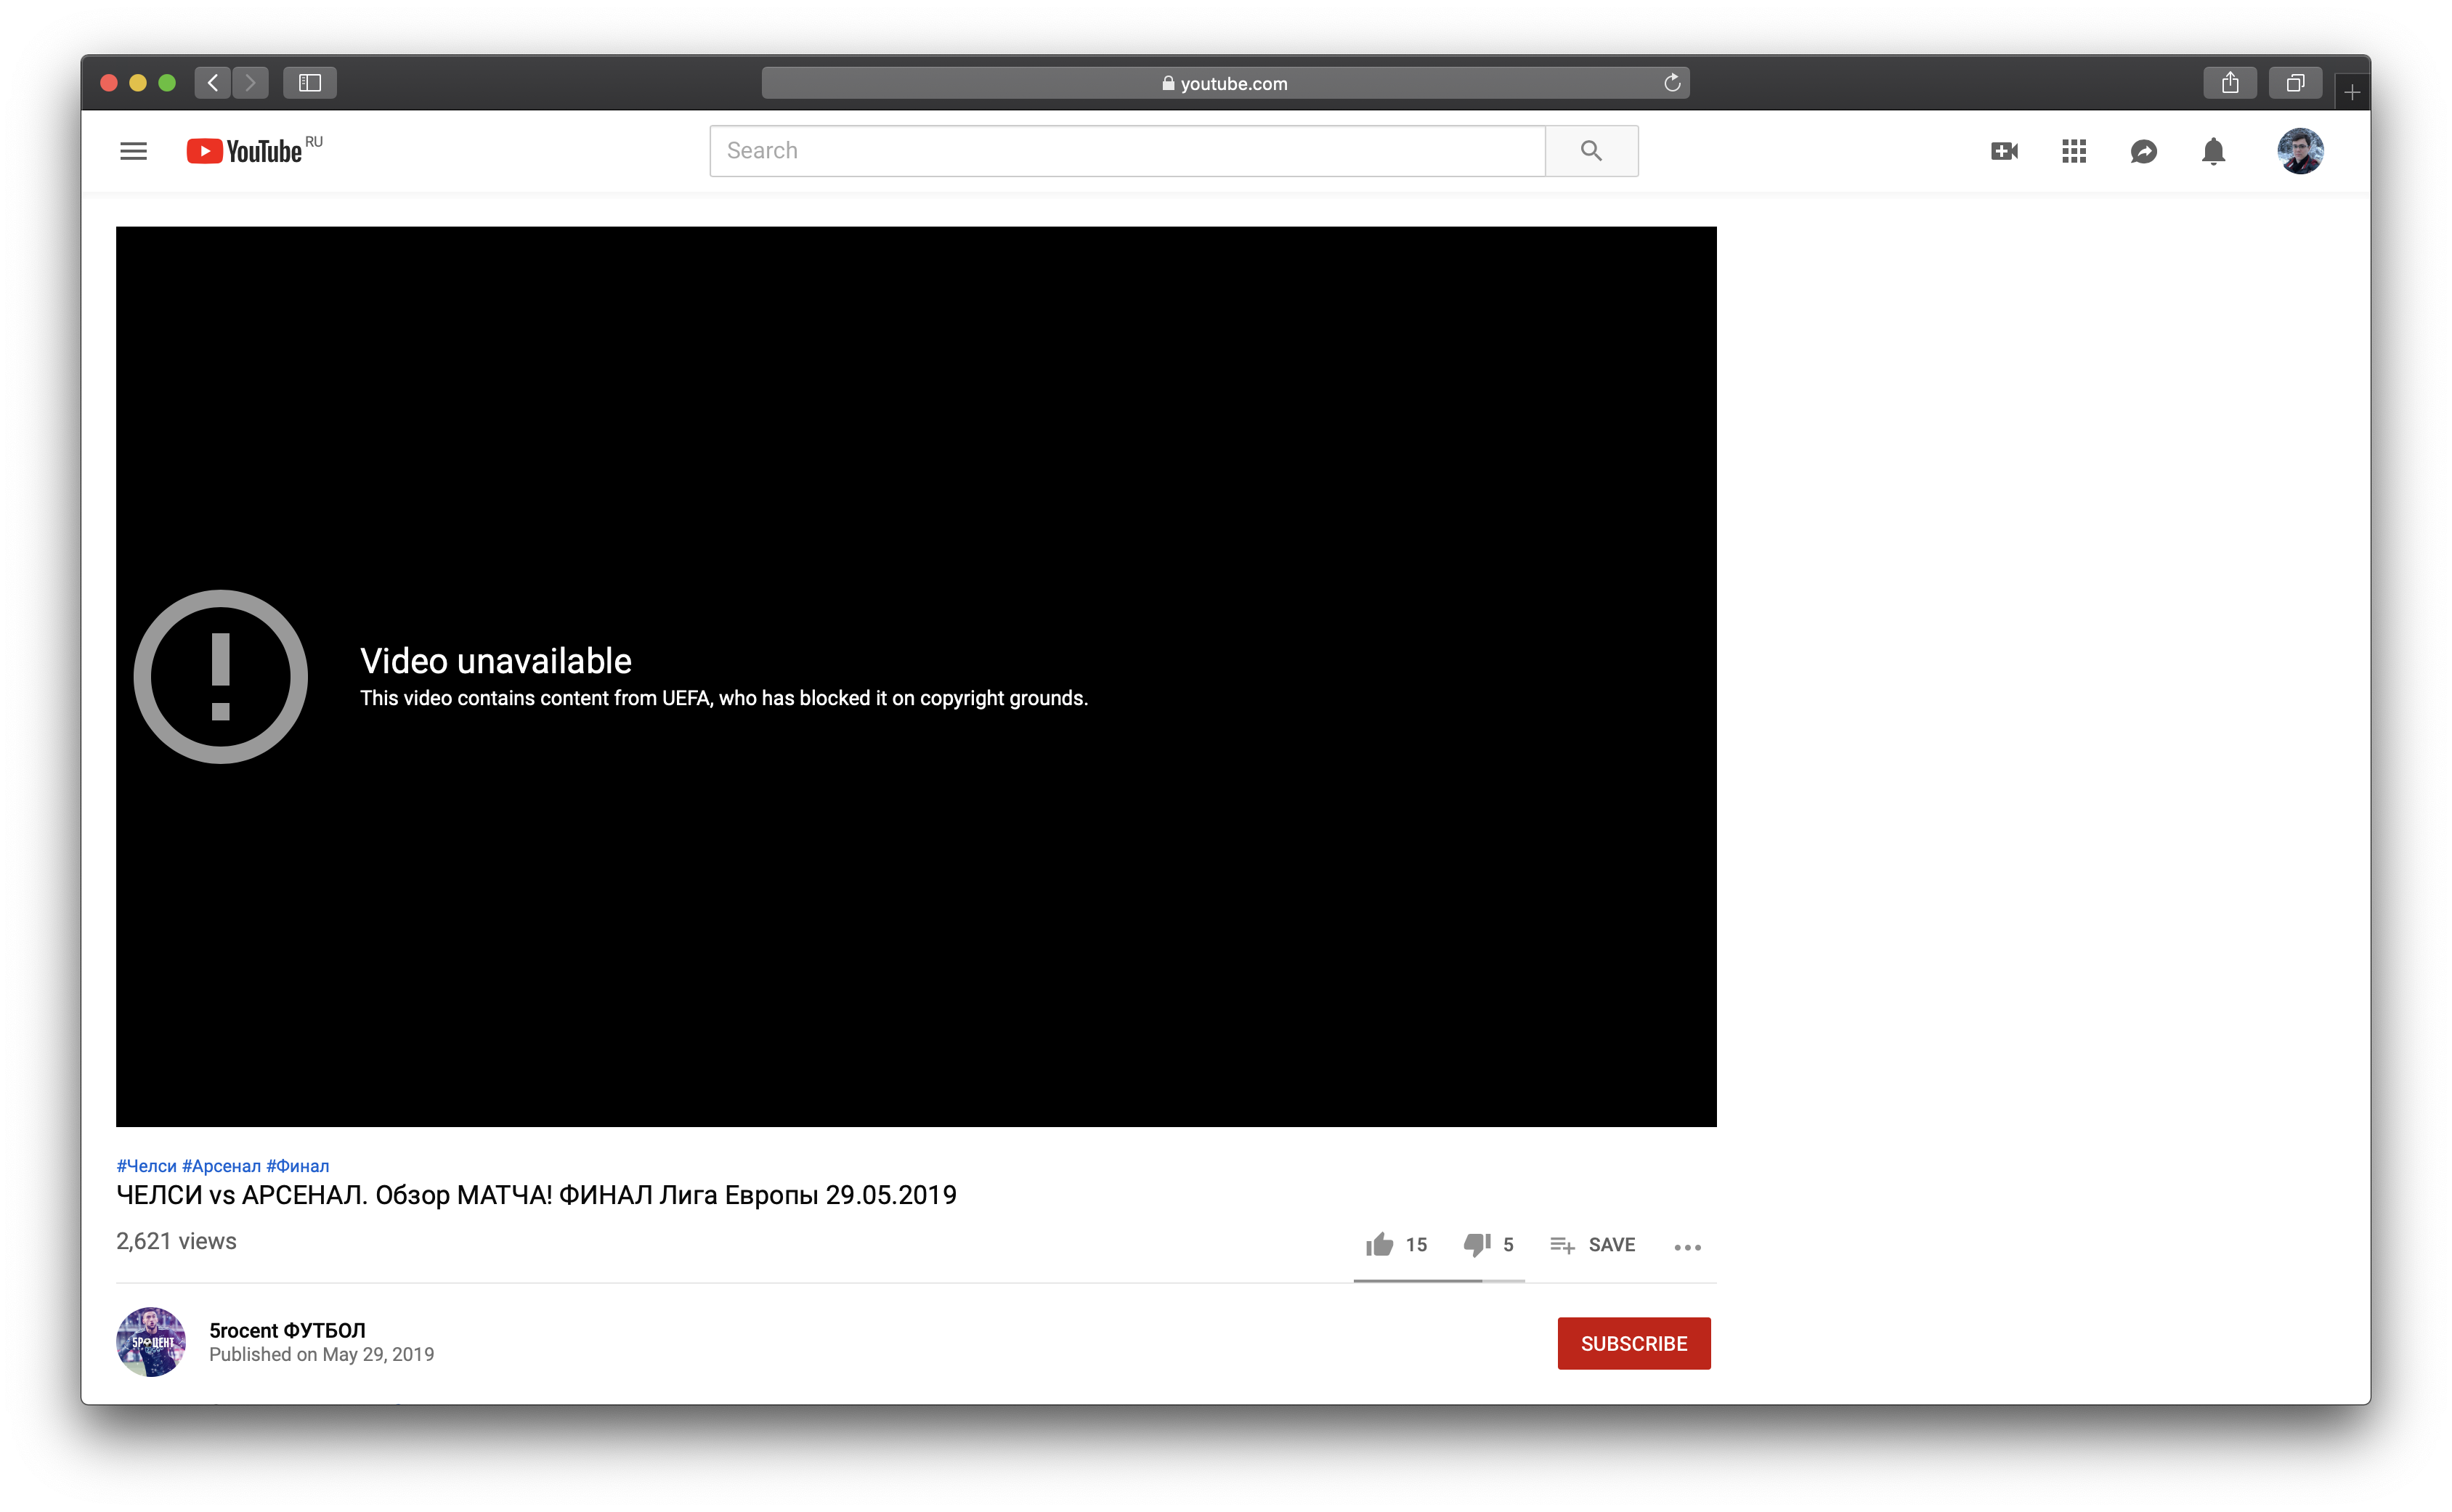 youtube.com
YouTube RU
Search
Video unavailable
This video contains content from UEFA, who has blocked it on copyright grounds.
#Челси #Арсенал #Финал
ЧЕЛСИ vs АРСЕНАЛ. Обзор МАТЧА! ФИНАЛ Лига Европы 29.05.2019
2,621 views
15 5 SAVE
5РОЦЕНТ
5rocent ФУТБОЛ
Published on May 29, 2019
SUBSCRIBE